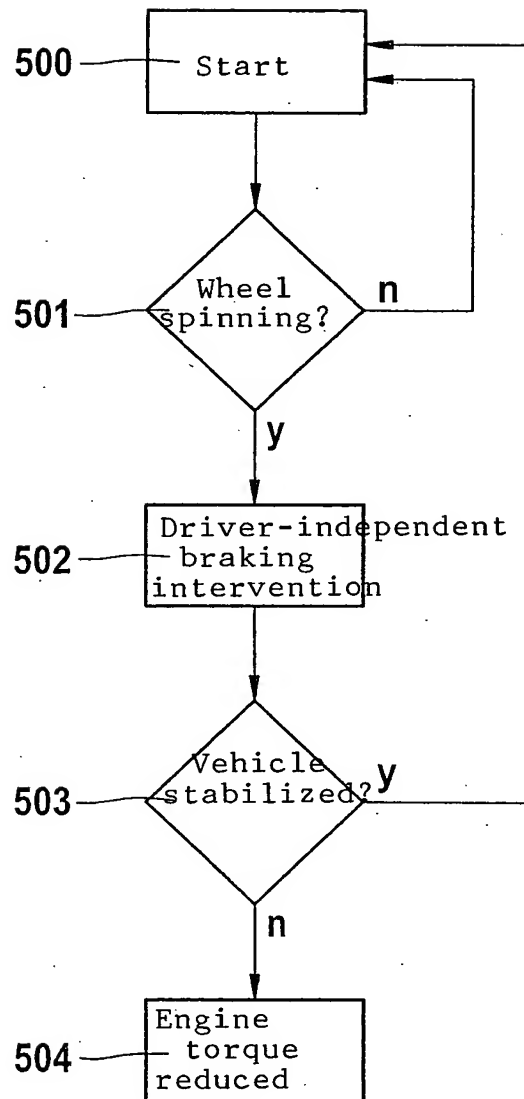 500
Start
501
Wheel
spinning?
n
y
502
Driver-independent
braking
intervention
503
Vehicle
stabilized?
y
n
504
Engine
torque
reduced